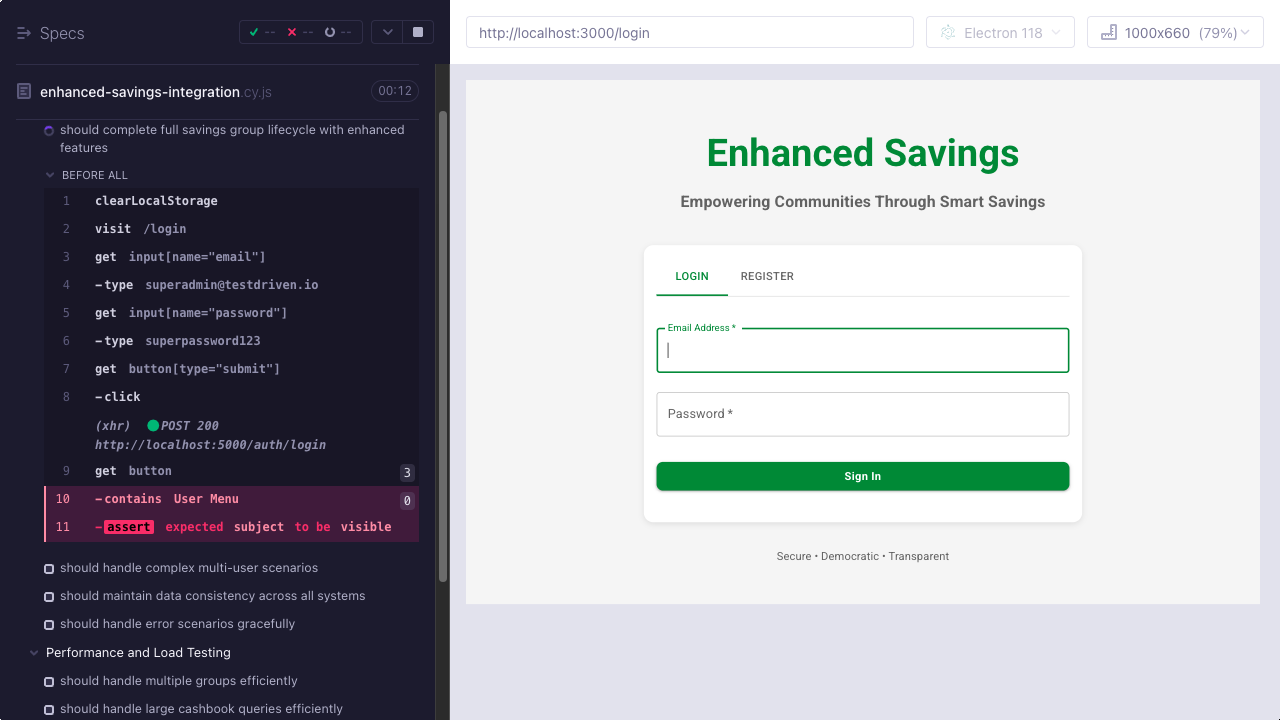 Specs
--
--
--
http://localhost:3000/login
Electron 118
1000x660 (79%)
enhanced-savings-integration.cy.js
00:12
should complete full savings group lifecycle with enhanced
features
BEFORE ALL
1 clearLocalStorage
2 visit /login
3 get input[name="email"]
4 -type superadmin@testdriven.io
5 get input[name="password"]
6 -type superpassword123
7 get button[type="submit"]
8 -click
(xhr) POST 200
http://localhost:5000/auth/login
9 get button 3
10 -contains User Menu 0
11 -assert expected subject to be visible
should handle complex multi-user scenarios
should maintain data consistency across all systems
should handle error scenarios gracefully
Performance and Load Testing
should handle multiple groups efficiently
should handle large cashbook queries efficiently
Enhanced Savings
Empowering Communities Through Smart Savings
LOGIN REGISTER
Email Address *
Password *
Sign In
Secure • Democratic • Transparent